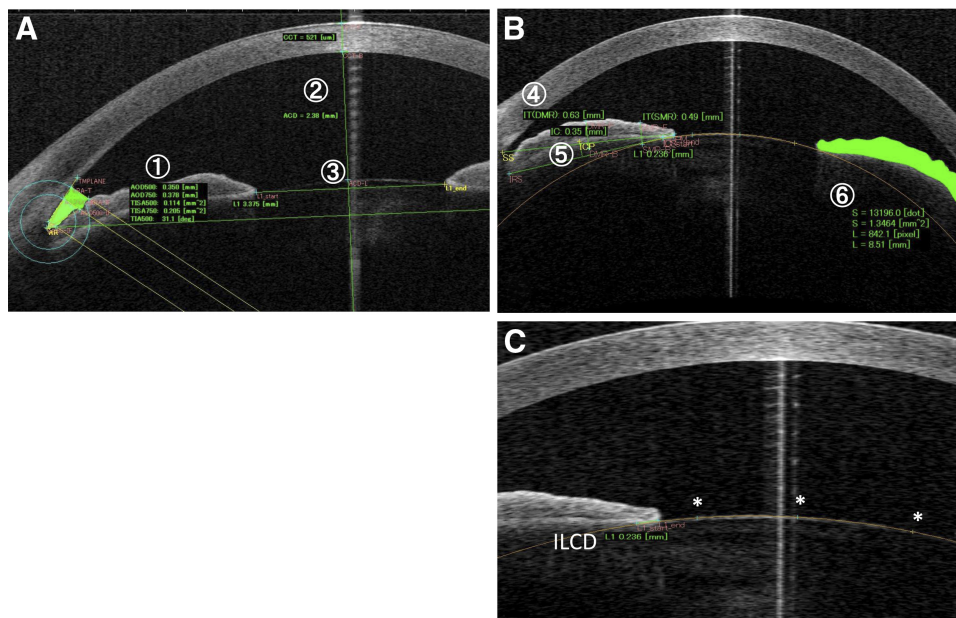 A
CCT = 521 [um]
②
ACD = 2.38 [mm]
①
③
AOD500: 0.350 [mm]
AOD750: 0.378 [mm]
TISA500: 0.114 [mm^2]
TISA750: 0.205 [mm^2]
TIA500: 31.1 [deg]
L1_start
L1 3.375 [mm]
ACD-L
L1_end
AR
B
④
IT(DMR): 0.63 [mm]
IT(SMR): 0.49 [mm]
IC: 0.35 [mm]
⑤
TCP
SS
IRS
L1 0.236 [mm]
⑥
S = 13196.0 [dot]
S = 1.3464 [mm^2]
L = 842.1 [pixel]
L = 8.51 [mm]
C
*
*
*
L1 0.236 [mm]
ILCD